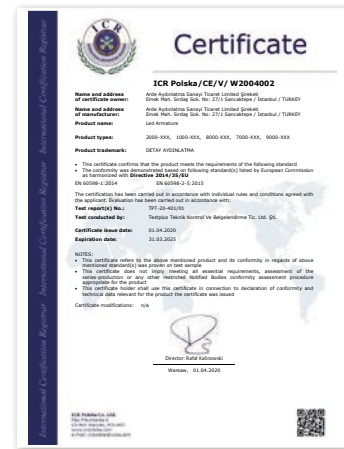 International Certification Registrar International Certification Registrar International Certification Registrar
ICR
Certificate
ICR Polska/CE/V/ W2004002
Name and address of certificate owner: Arde Aydınlatma Sanayi Ticaret Limited Şireketi
Emek Mah. Sırdaş Sok. No: 27/1 Sancaktepe / İstanbul / TURKEY
Name and address of manufacturer: Arde Aydınlatma Sanayi Ticaret Limited Şireketi
Emek Mah. Sırdaş Sok. No: 27/1 Sancaktepe / İstanbul / TURKEY
Product name: Led Armature
Product types: 2000-XXX, 1000-XXX, 8000-XXX, 7000-XXX, 9000-XXX
Product trademark: DETAY AYDINLATMA
• This certificate confirms that the product meets the requirements of the following standard
• The conformity was demonstrated based on following standard(s) listed by European Commission
as harmonized with Directive 2014/35/EU
EN 60598-1:2014 EN 60598-2-5:2015
The certification has been carried out in accordance with individual rules and conditions agreed with
the applicant. Evaluation has been carried out in accordance with:
Test report(s) No.: TPT-20-401/01
Test conducted by: Testplus Teknik Kontrol Ve Belgelendirme Tic. Ltd. Şti.
Certificate issue date: 01.04.2020
Expiration date: 31.03.2025
NOTES:
• This certificate refers to the above mentioned product and its conformity in regards of above
mentioned standard(s) was proven on test sample
• This certificate does not imply meeting all essential requirements, assessment of the
series-production or any other restricted Notified Bodies conformity assessment procedure
appropriate for the product
• This certificate holder shall use this certificate in connection to declaration of conformity and
technical data relevant for the product the certificate was issued
Certificate modifications: n/a
Director Rafał Kalinowski
Warsaw, 01.04.2020
ICR Polska Co. Ltd.